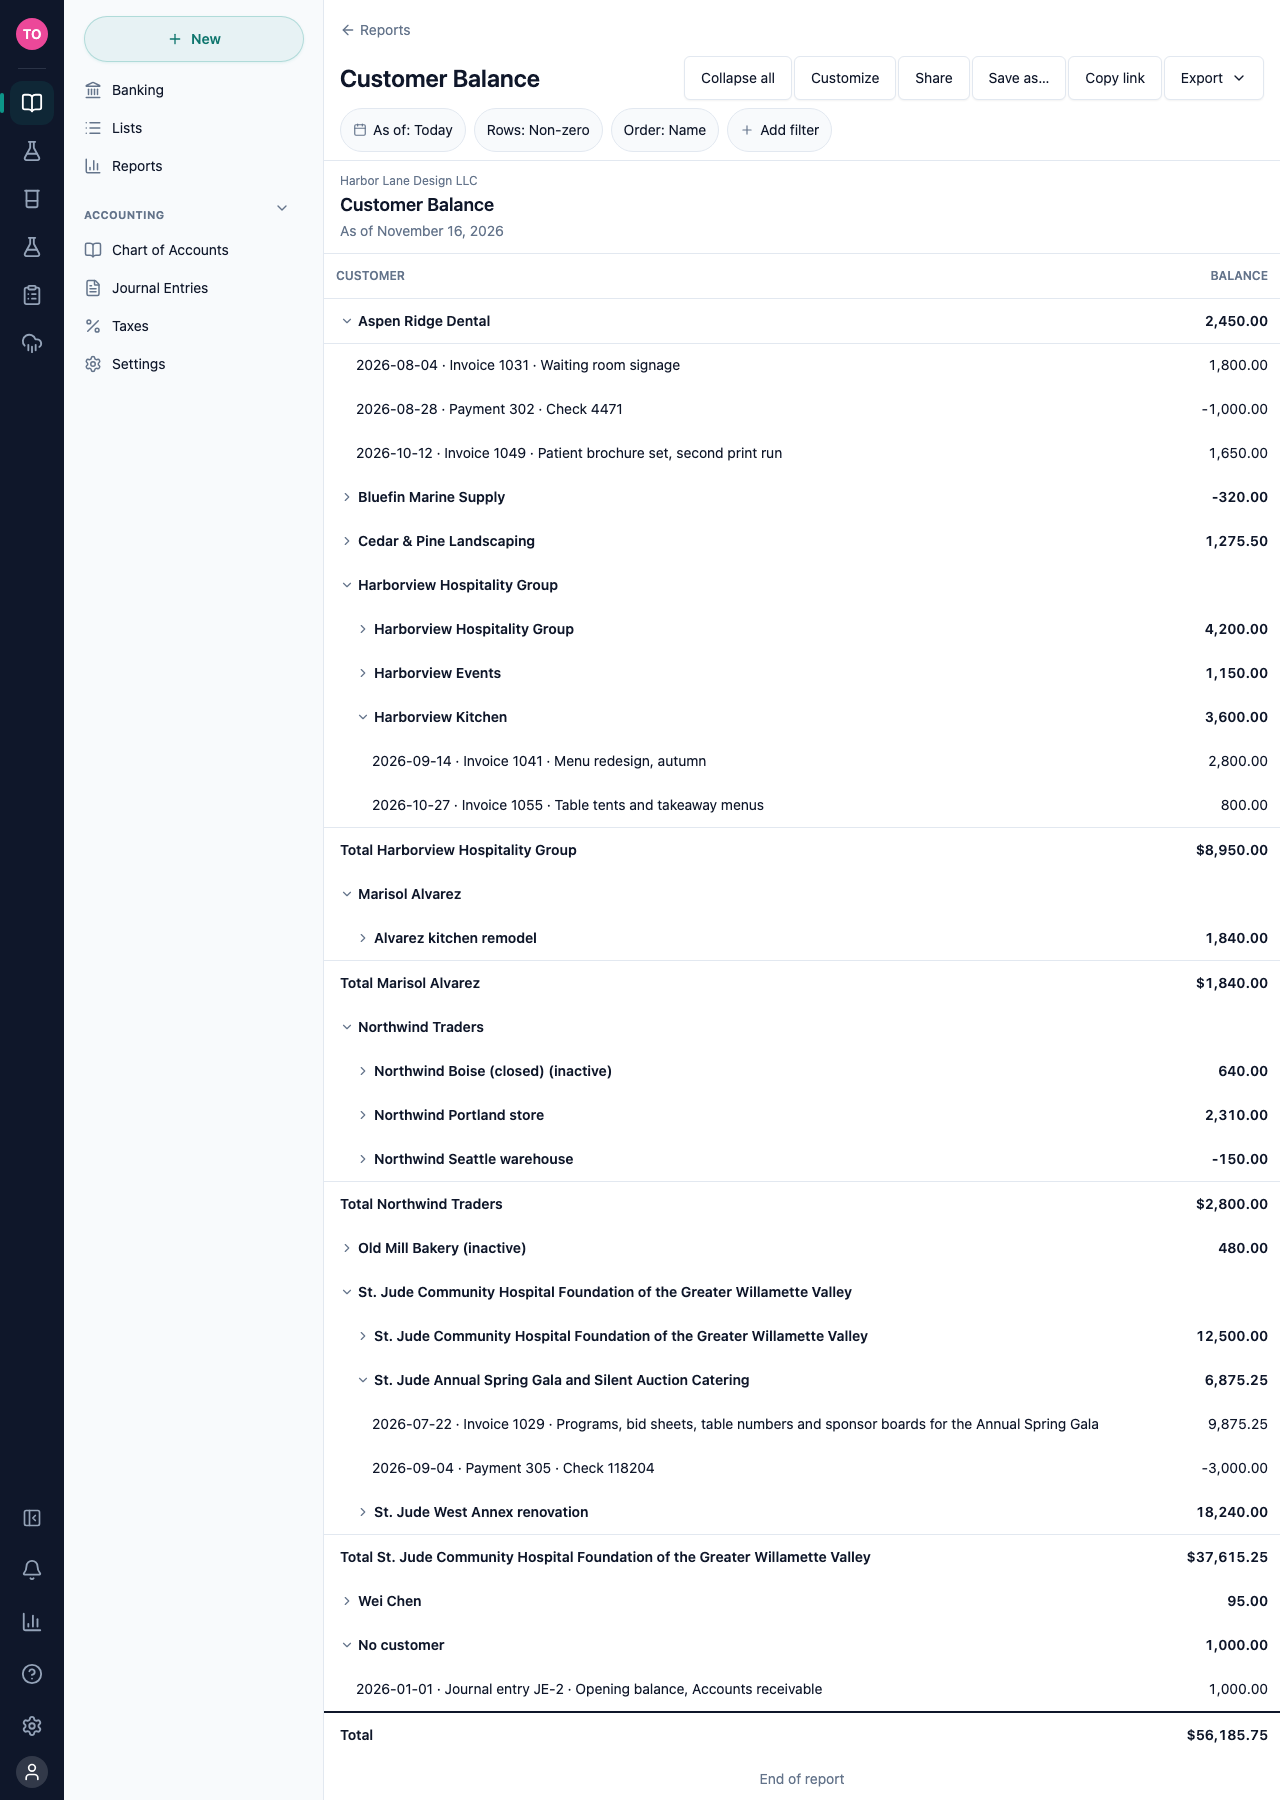 TO
New
Banking
Lists
Reports
ACCOUNTING
Chart of Accounts
Journal Entries
Taxes
Settings
Reports
Customer Balance
Collapse all
Customize
Share
Save as...
Copy link
Export
As of: Today
Rows: Non-zero
Order: Name
Add filter
Harbor Lane Design LLC
Customer Balance
As of November 16, 2026
CUSTOMER BALANCE
Aspen Ridge Dental 2,450.00
2026-08-04 · Invoice 1031 · Waiting room signage 1,800.00
2026-08-28 · Payment 302 · Check 4471 -1,000.00
2026-10-12 · Invoice 1049 · Patient brochure set, second print run 1,650.00
Bluefin Marine Supply -320.00
Cedar & Pine Landscaping 1,275.50
Harborview Hospitality Group
Harborview Hospitality Group 4,200.00
Harborview Events 1,150.00
Harborview Kitchen 3,600.00
2026-09-14 · Invoice 1041 · Menu redesign, autumn 2,800.00
2026-10-27 · Invoice 1055 · Table tents and takeaway menus 800.00
Total Harborview Hospitality Group $8,950.00
Marisol Alvarez
Alvarez kitchen remodel 1,840.00
Total Marisol Alvarez $1,840.00
Northwind Traders
Northwind Boise (closed) (inactive) 640.00
Northwind Portland store 2,310.00
Northwind Seattle warehouse -150.00
Total Northwind Traders $2,800.00
Old Mill Bakery (inactive) 480.00
St. Jude Community Hospital Foundation of the Greater Willamette Valley
St. Jude Community Hospital Foundation of the Greater Willamette Valley 12,500.00
St. Jude Annual Spring Gala and Silent Auction Catering 6,875.25
2026-07-22 · Invoice 1029 · Programs, bid sheets, table numbers and sponsor boards for the Annual Spring Gala 9,875.25
2026-09-04 · Payment 305 · Check 118204 -3,000.00
St. Jude West Annex renovation 18,240.00
Total St. Jude Community Hospital Foundation of the Greater Willamette Valley $37,615.25
Wei Chen 95.00
No customer 1,000.00
2026-01-01 · Journal entry JE-2 · Opening balance, Accounts receivable 1,000.00
Total $56,185.75
End of report